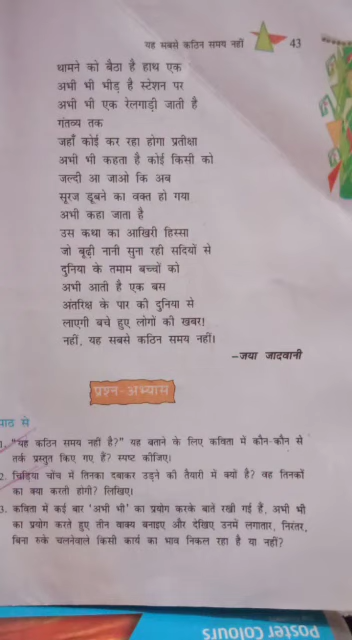 यह सबसे कठिन समय नहीं 43
थामने को बैठा है हाथ एक
अभी भी भीड़ है स्टेशन पर
अभी भी एक रेलगाड़ी जाती है
गंतव्य तक
जहाँ कोई कर रहा होगा प्रतीक्षा
अभी भी कहता है कोई किसी को
जल्दी आ जाओ कि अब
सूरज डूबने का वक्त हो गया
अभी कहा जाता है
उस कथा का आखिरी हिस्सा
जो बूढ़ी नानी सुना रही सदियों से
दुनिया के तमाम बच्चों को
अभी आती है एक बस
अंतरिक्ष के पार की दुनिया से
लाएगी बचे हुए लोगों की खबर!
नहीं, यह सबसे कठिन समय नहीं।
–जया जादवानी
प्रश्न-अभ्यास
पाठ से
1. "यह कठिन समय नहीं है?" यह बताने के लिए कविता में कौन-कौन से
तर्क प्रस्तुत किए गए हैं? स्पष्ट कीजिए।
2. चिड़िया चोंच में तिनका दबाकर उड़ने की तैयारी में क्यों है? वह तिनकों
का क्या करती होगी? लिखिए।
3. कविता में कई बार 'अभी भी' का प्रयोग करके बातें रखी गई हैं, अभी भी
का प्रयोग करते हुए तीन वाक्य बनाइए और देखिए उनमें लगातार, निरंतर,
बिना रुके चलनेवाले किसी कार्य का भाव निकल रहा है या नहीं?
POSTER COLOURS